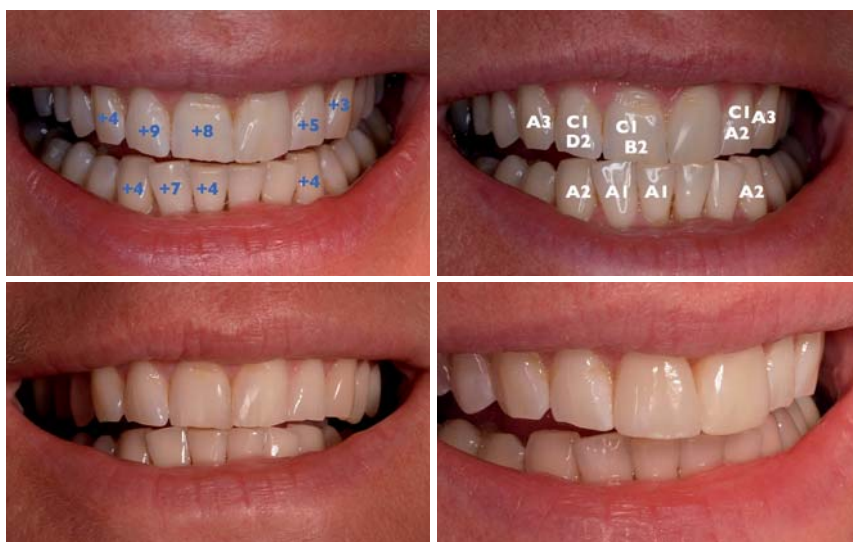 +4 +9 +8 +5 +3
+4 +7 +4 +4
A3 C1 D2 C1 B2 C1 A2 A3
A2 A1 A1 A2